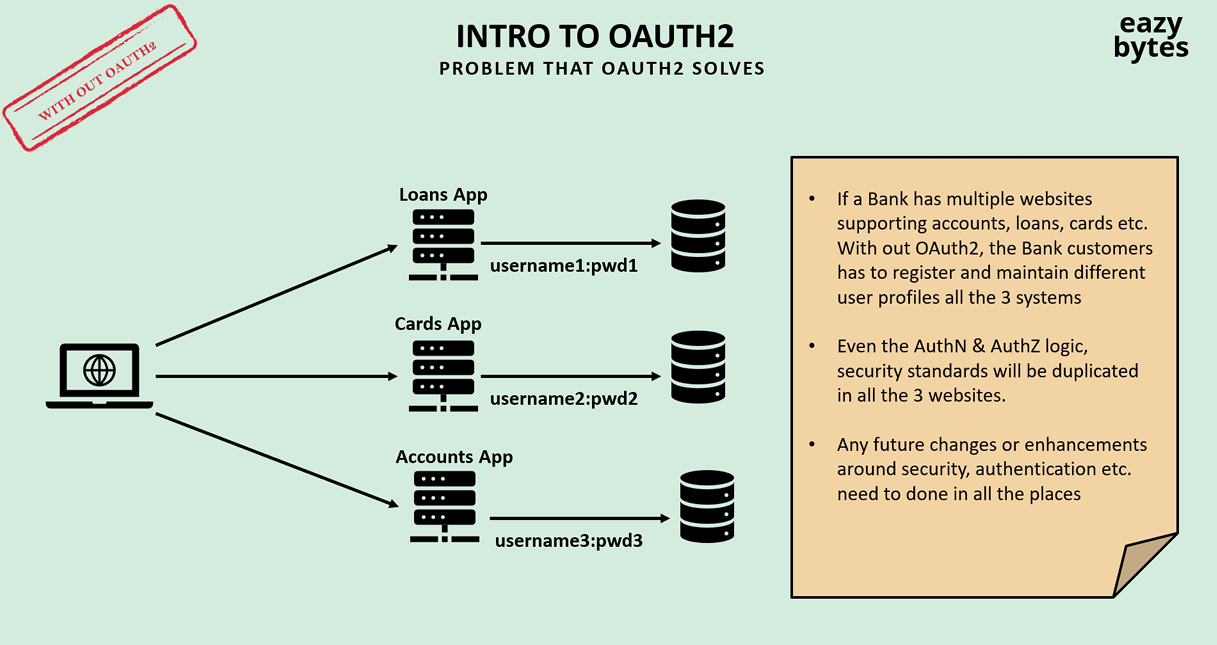 WITH OUT OAUTH2
INTRO TO OAUTH2
PROBLEM THAT OAUTH2 SOLVES
eazy
bytes
Loans App
username1:pwd1
Cards App
username2:pwd2
Accounts App
username3:pwd3
• If a Bank has multiple websites
supporting accounts, loans, cards etc.
With out OAuth2, the Bank customers
has to register and maintain different
user profiles all the 3 systems
• Even the AuthN & AuthZ logic,
security standards will be duplicated
in all the 3 websites.
• Any future changes or enhancements
around security, authentication etc.
need to done in all the places